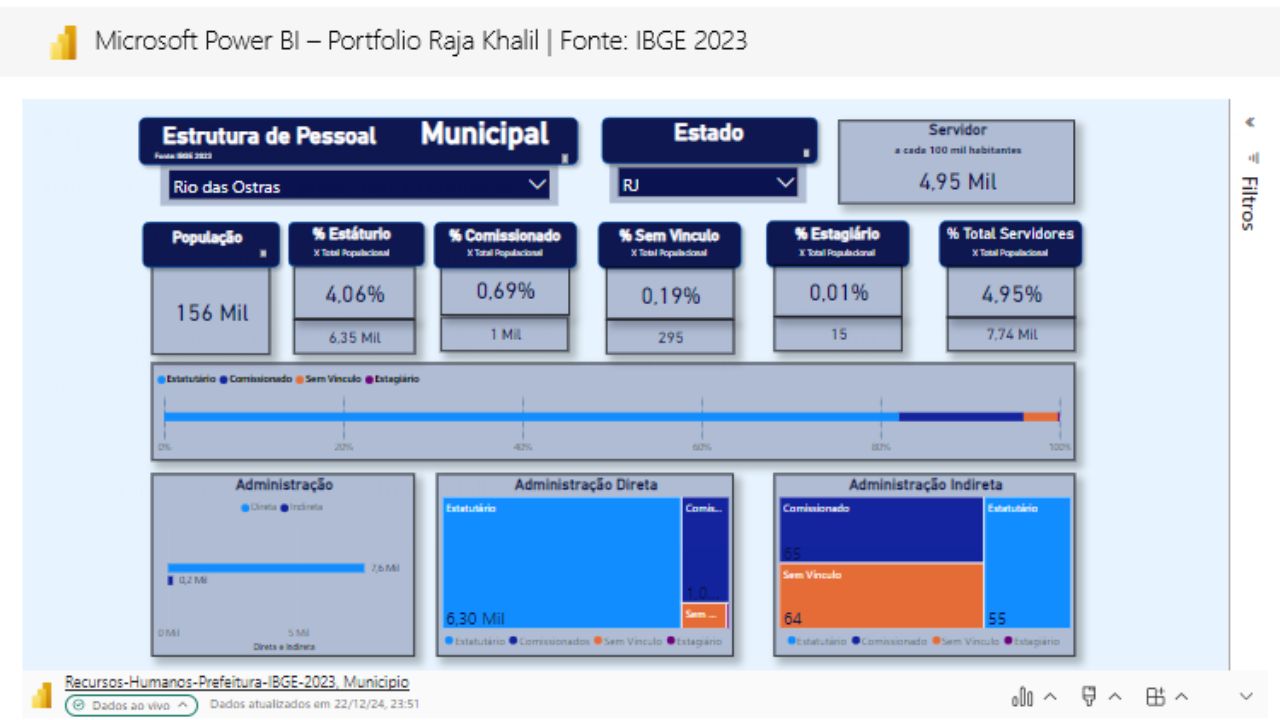 Microsoft Power BI – Portfolio Raja Khalil | Fonte: IBGE 2023
Estrutura de Pessoal Municipal
Fonte: IBGE 2023
Rio das Ostras
Estado
RJ
Servidor
a cada 100 mil habitantes
4,95 Mil
Filtros
População
156 Mil
% Estáturio
X Total Populacional
4,06%
6,35 Mil
% Comissionado
X Total Populacional
0,69%
1 Mil
% Sem Vinculo
X Total Populacional
0,19%
295
% Estagiário
X Total Populacional
0,01%
15
% Total Servidores
X Total Populacional
4,95%
7,74 Mil
Estatutário Comissionado Sem Vínculo Estagiário
0% 20% 40% 60% 80% 100%
Administração
Direta Indireta
7,6 Mil
0,2 Mil
0 Mil 5 Mil
Direta e Indireta
Administração Direta
Estatutário
Comis...
1,0...
Sem ...
6,30 Mil
Estatutário Comissionados Sem Vínculo Estagiário
Administração Indireta
Comissionado
Estatutário
65
Sem Vínculo
64
55
Estatutário Comissionado Sem Vínculo Estagiário
Recursos-Humanos-Prefeitura-IBGE-2023, Municipio
Dados ao vivo
Dados atualizados em 22/12/24, 23:51